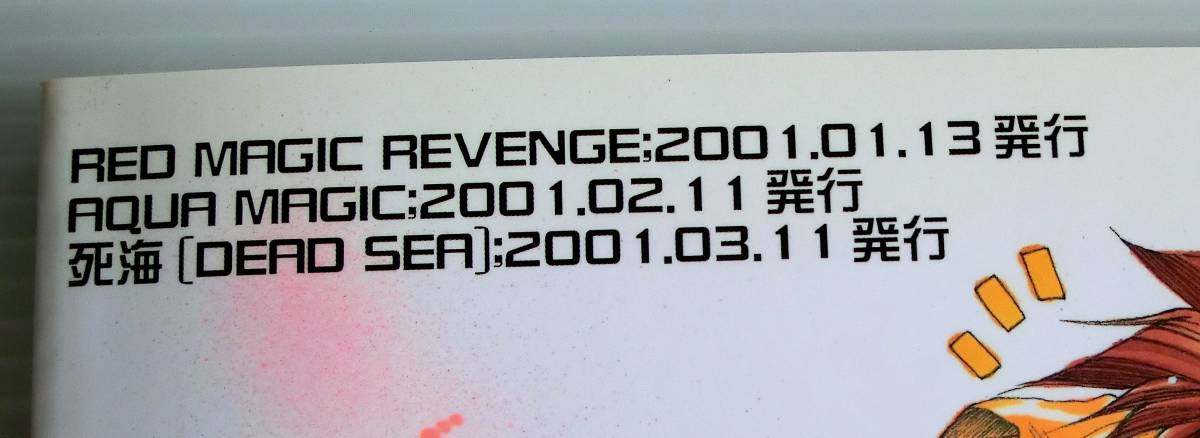 RED MAGIC REVENGE;2001.01.13 発行
AQUA MAGIC;2001.02.11 発行
死海[DEAD SEA];2001.03.11 発行